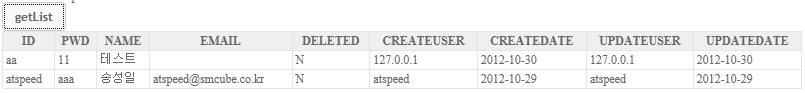 getList
ID PWD NAME EMAIL DELETED CREATEUSER CREATEDATE UPDATEUSER UPDATEDATE
aa 11 테스트 N 127.0.0.1 2012-10-30 127.0.0.1 2012-10-30
atspeed aaa 송성일 atspeed@smcube.co.kr N atspeed 2012-10-29 atspeed 2012-10-29